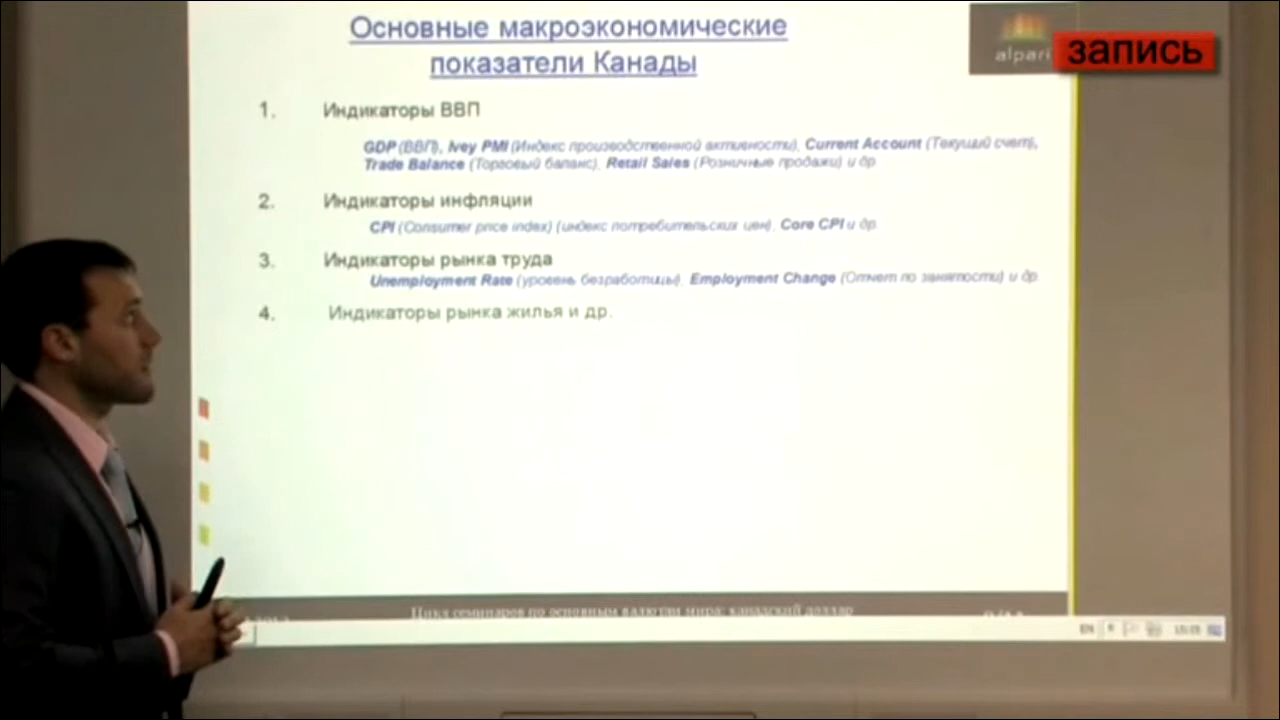 Основные макроэкономические
показатели Канады
alpari
запись
1. Индикаторы ВВП
GDP (ВВП), Ivey PMI (Индекс производственной активности), Current Account (Текущий счет),
Trade Balance (Торговый баланс), Retail Sales (Розничные продажи) и др.
2. Индикаторы инфляции
CPI (Consumer price index) (индекс потребительских цен), Core CPI и др.
3. Индикаторы рынка труда
Unemployment Rate (уровень безработицы), Employment Change (Отчет по занятости) и др.
4. Индикаторы рынка жилья и др.
Цикл семинаров по основным валютам мира: канадский доллар
EN